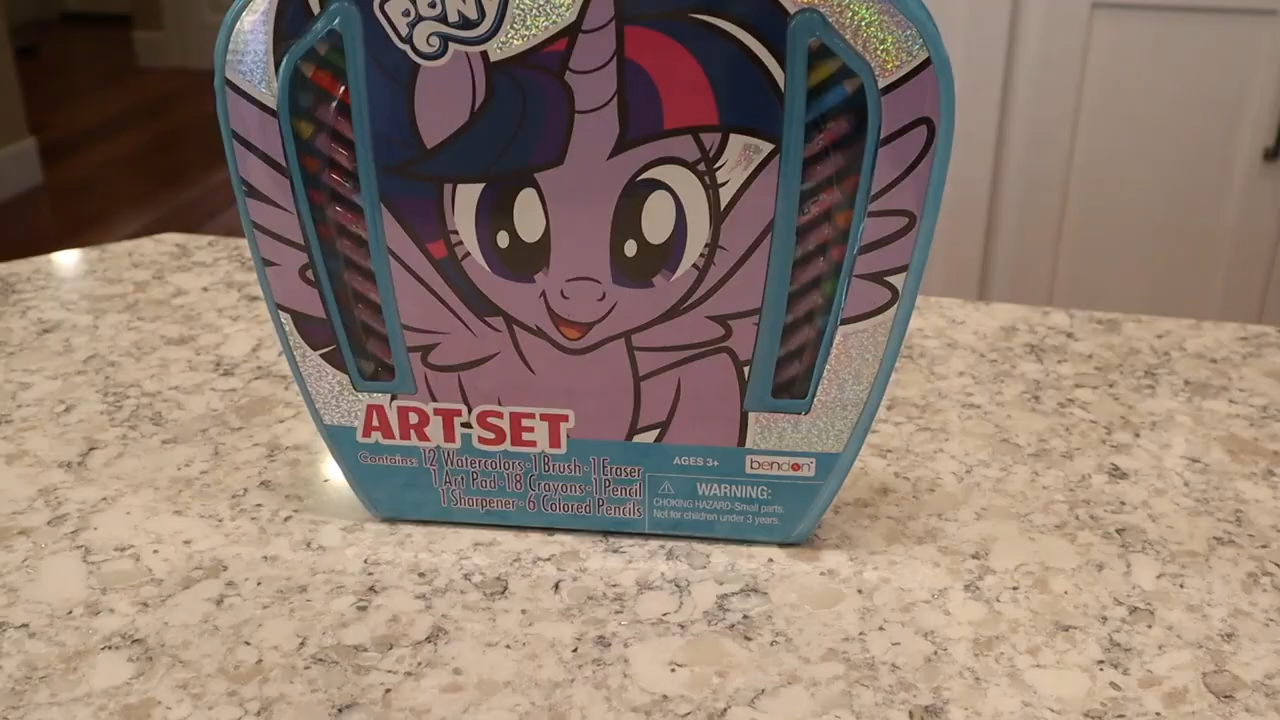 PONY
ART SET
Contains: 12 Watercolors • 1 Brush • 1 Eraser
1 Art Pad • 18 Crayons • 1 Pencil
1 Sharpener • 6 Colored Pencils
AGES 3+
bendon
WARNING:
CHOKING HAZARD-Small parts.
Not for children under 3 years.